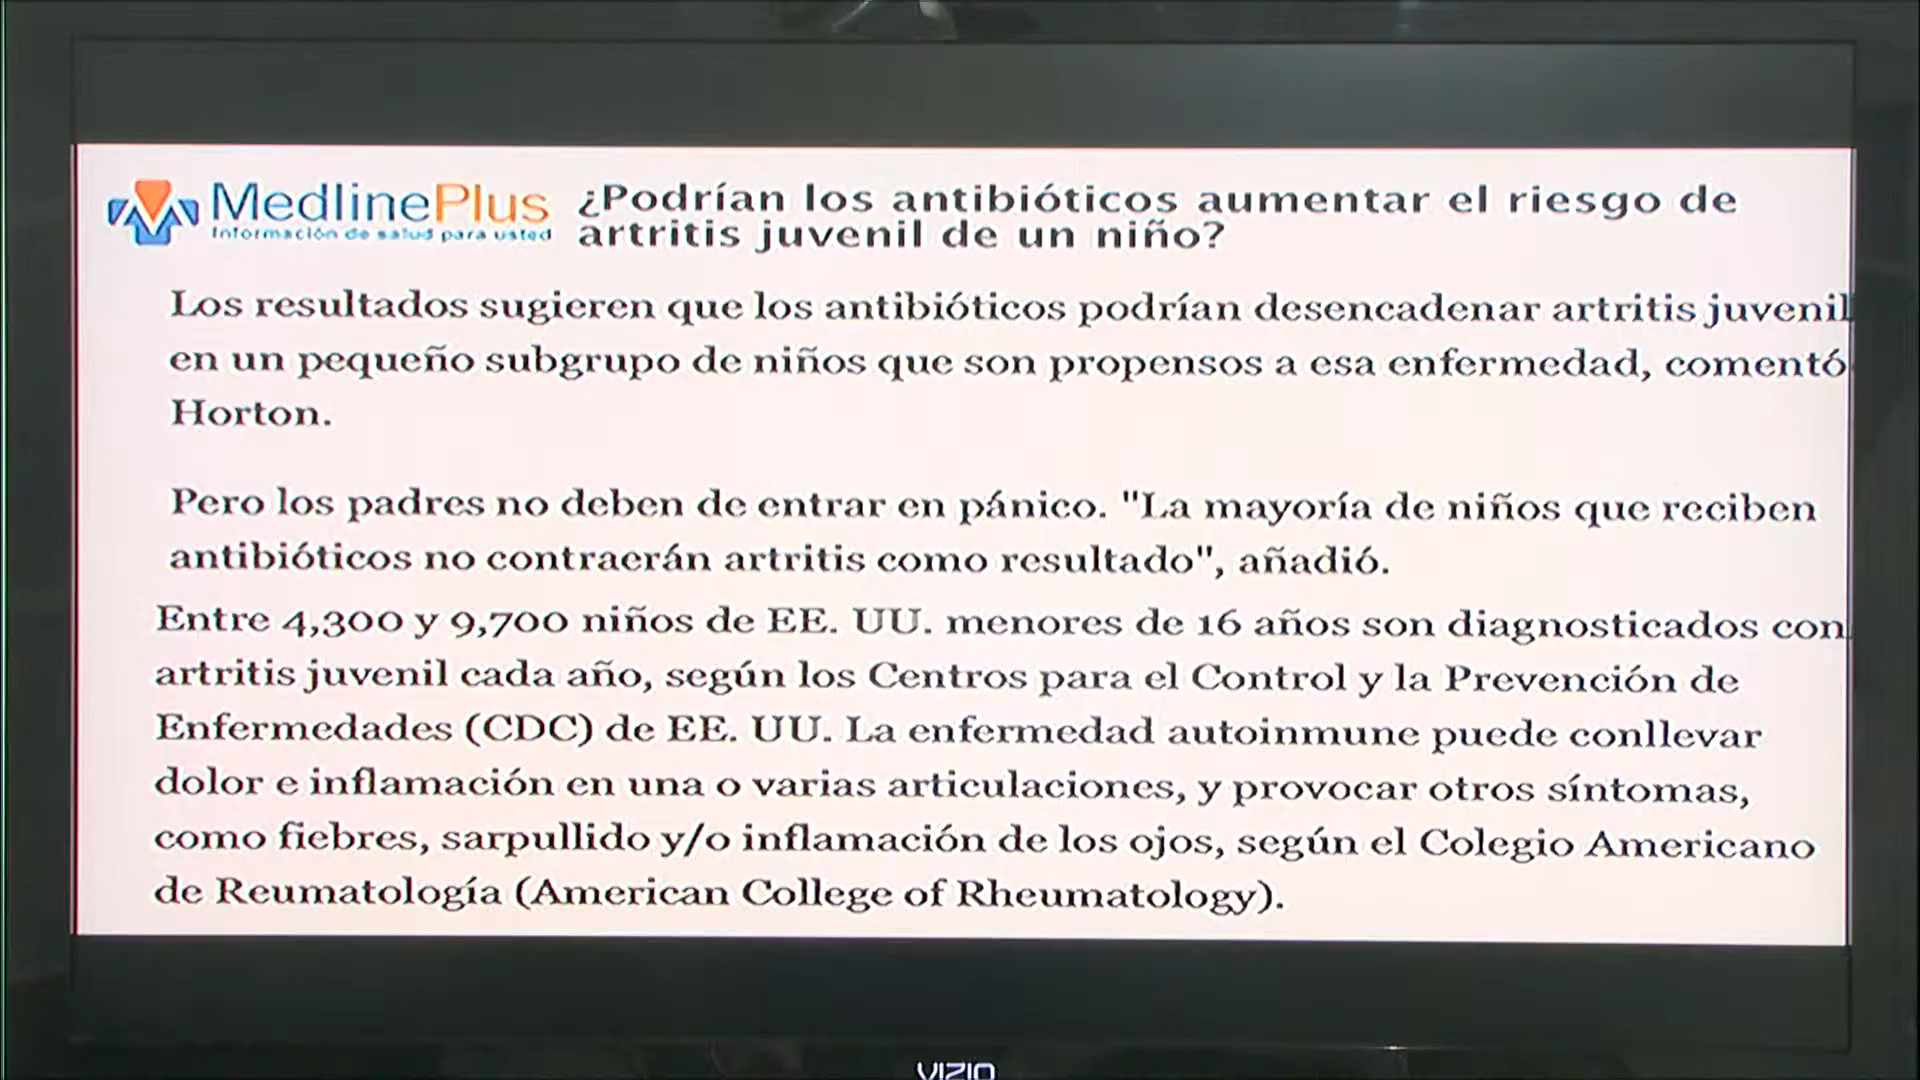 MedlinePlus
Información de salud para usted
¿Podrían los antibióticos aumentar el riesgo de
artritis juvenil de un niño?
Los resultados sugieren que los antibióticos podrían desencadenar artritis juvenil
en un pequeño subgrupo de niños que son propensos a esa enfermedad, comentó
Horton.
Pero los padres no deben de entrar en pánico. "La mayoría de niños que reciben
antibióticos no contraerán artritis como resultado", añadió.
Entre 4,300 y 9,700 niños de EE. UU. menores de 16 años son diagnosticados con
artritis juvenil cada año, según los Centros para el Control y la Prevención de
Enfermedades (CDC) de EE. UU. La enfermedad autoinmune puede conllevar
dolor e inflamación en una o varias articulaciones, y provocar otros síntomas,
como fiebres, sarpullido y/o inflamación de los ojos, según el Colegio Americano
de Reumatología (American College of Rheumatology).
VIZIO